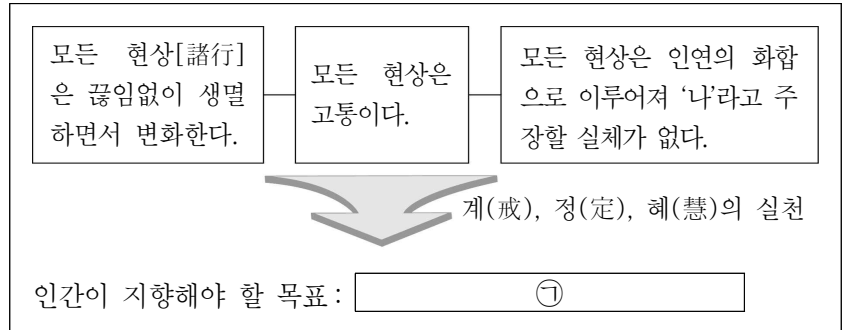 모든 현상[諸行]
은 끊임없이 생멸
하면서 변화한다.
모든 현상은
고통이다.
모든 현상은 인연의 화합
으로 이루어져 ‘나’라고 주
장할 실체가 없다.
계(戒), 정(定), 혜(慧)의 실천
인간이 지향해야 할 목표 : ㉠